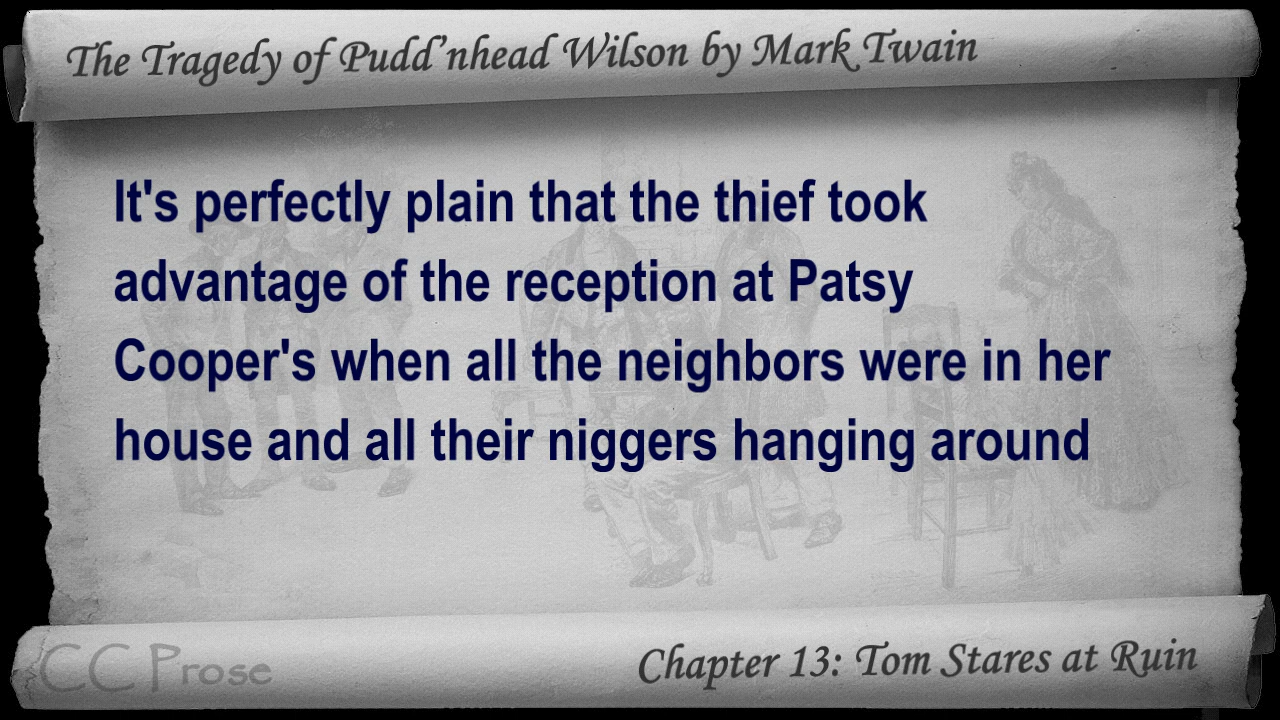 The Tragedy of Pudd'nhead Wilson by Mark Twain
It's perfectly plain that the thief took
advantage of the reception at Patsy
Cooper's when all the neighbors were in her
house and all their niggers hanging around
CC Prose
Chapter 13: Tom Stares at Ruin